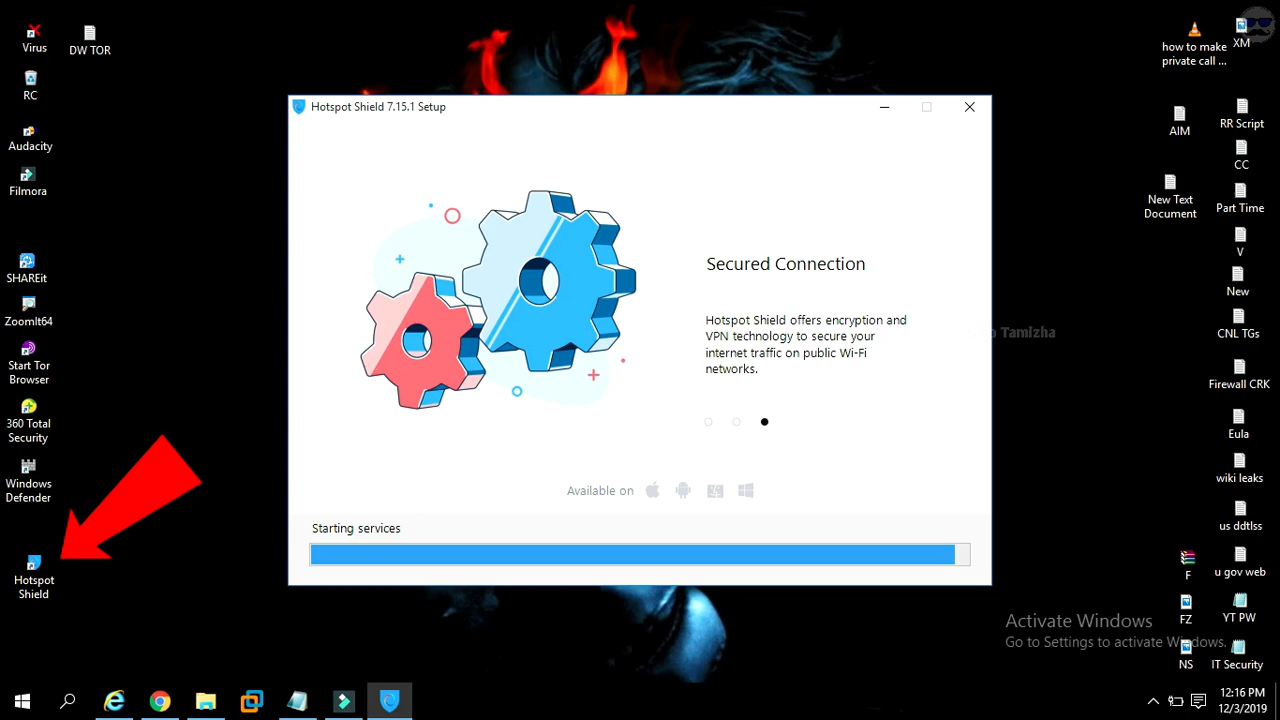 Virus
DW TOR
RC
Audacity
Filmora
SHAREit
ZoomIt64
Start Tor
Browser
360 Total
Security
Windows
Defender
Hotspot
Shield
Hotspot Shield 7.15.1 Setup
Secured Connection
Hotspot Shield offers encryption and
VPN technology to secure your
internet traffic on public Wi-Fi
networks.
Available on
Starting services
Tamizha
how to make
private call ...
XM
AIM
RR Script
CC
New Text
Document
Part Time
V
New
CNL TGs
Firewall CRK
Eula
wiki leaks
us ddtlss
F
u gov web
FZ
YT PW
NS
IT Security
Activate Windows
Go to Settings to activate Windows.
12:16 PM
12/3/2019